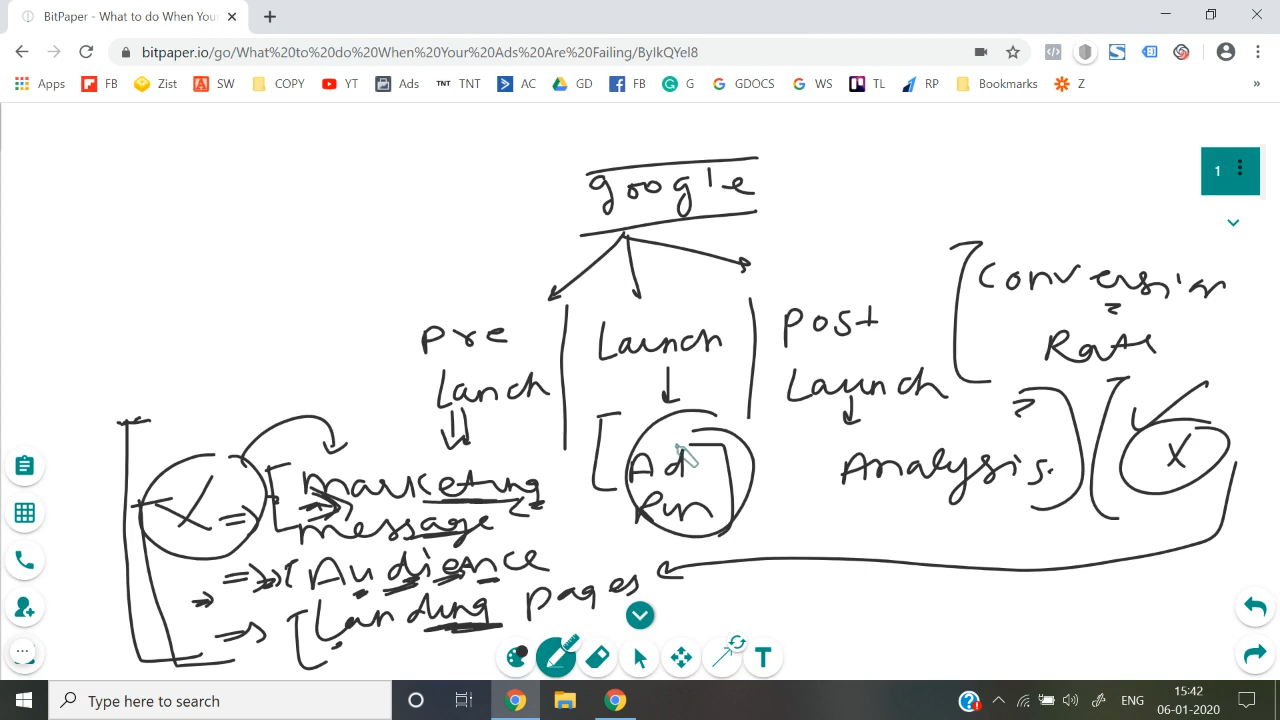 BitPaper - What to do When Your
bitpaper.io/go/What%20to%20do%20When%20Your%20Ads%20Are%20Failing/ByIkQYel8
Apps FB Zist SW COPY YT Ads TNT TNT AC GD FB G GDOCS WS TL RP Bookmarks Z »
1
google
Pre
Lanch
Launch
Post
Launch
Conversion
Rate
marketing
message
Audience
Landing pages
Ad
Run
Analysis
X
T
Type here to search
ENG
15:42
06-01-2020